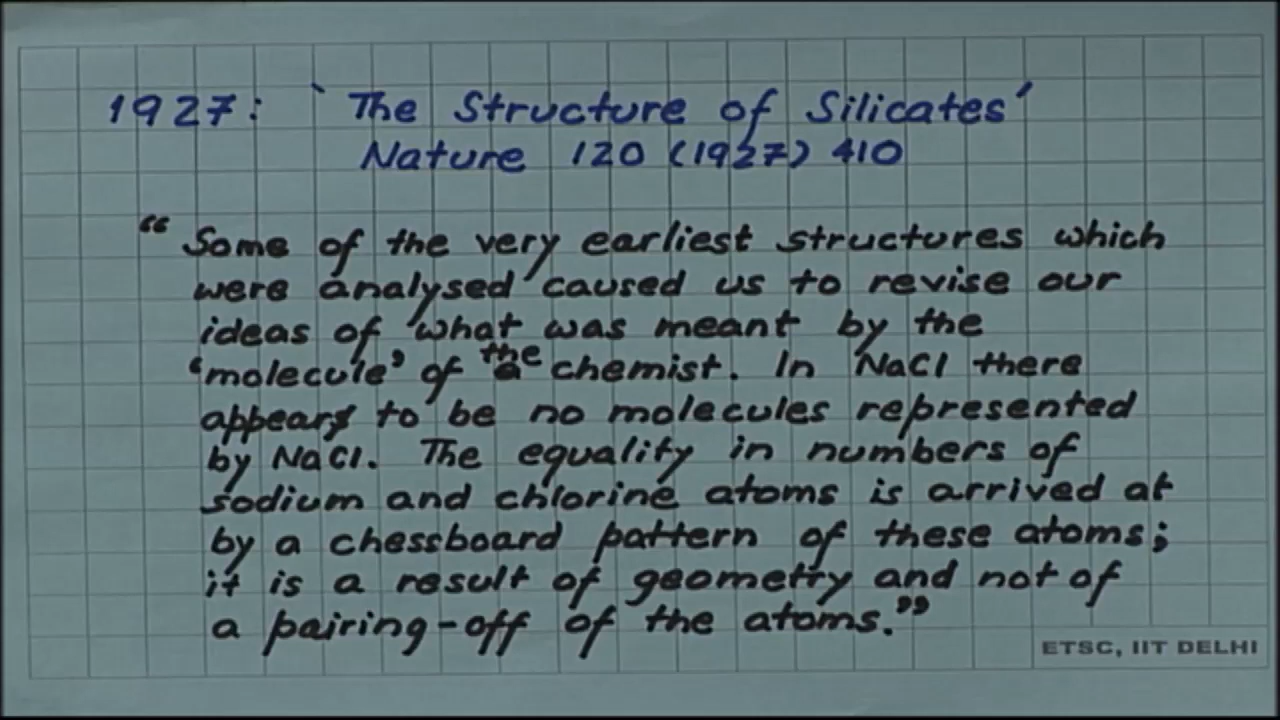 1927: `The Structure of Silicates'
Nature 120 (1927) 410
“Some of the very earliest structures which
were analysed caused us to revise our
ideas of what was meant by the
‘molecule’ of the chemist. In NaCl there
appears to be no molecules represented
by NaCl. The equality in numbers of
sodium and chlorine atoms is arrived at
by a chessboard pattern of these atoms;
it is a result of geometry and not of
a pairing-off of the atoms.”
ETSC, IIT DELHI